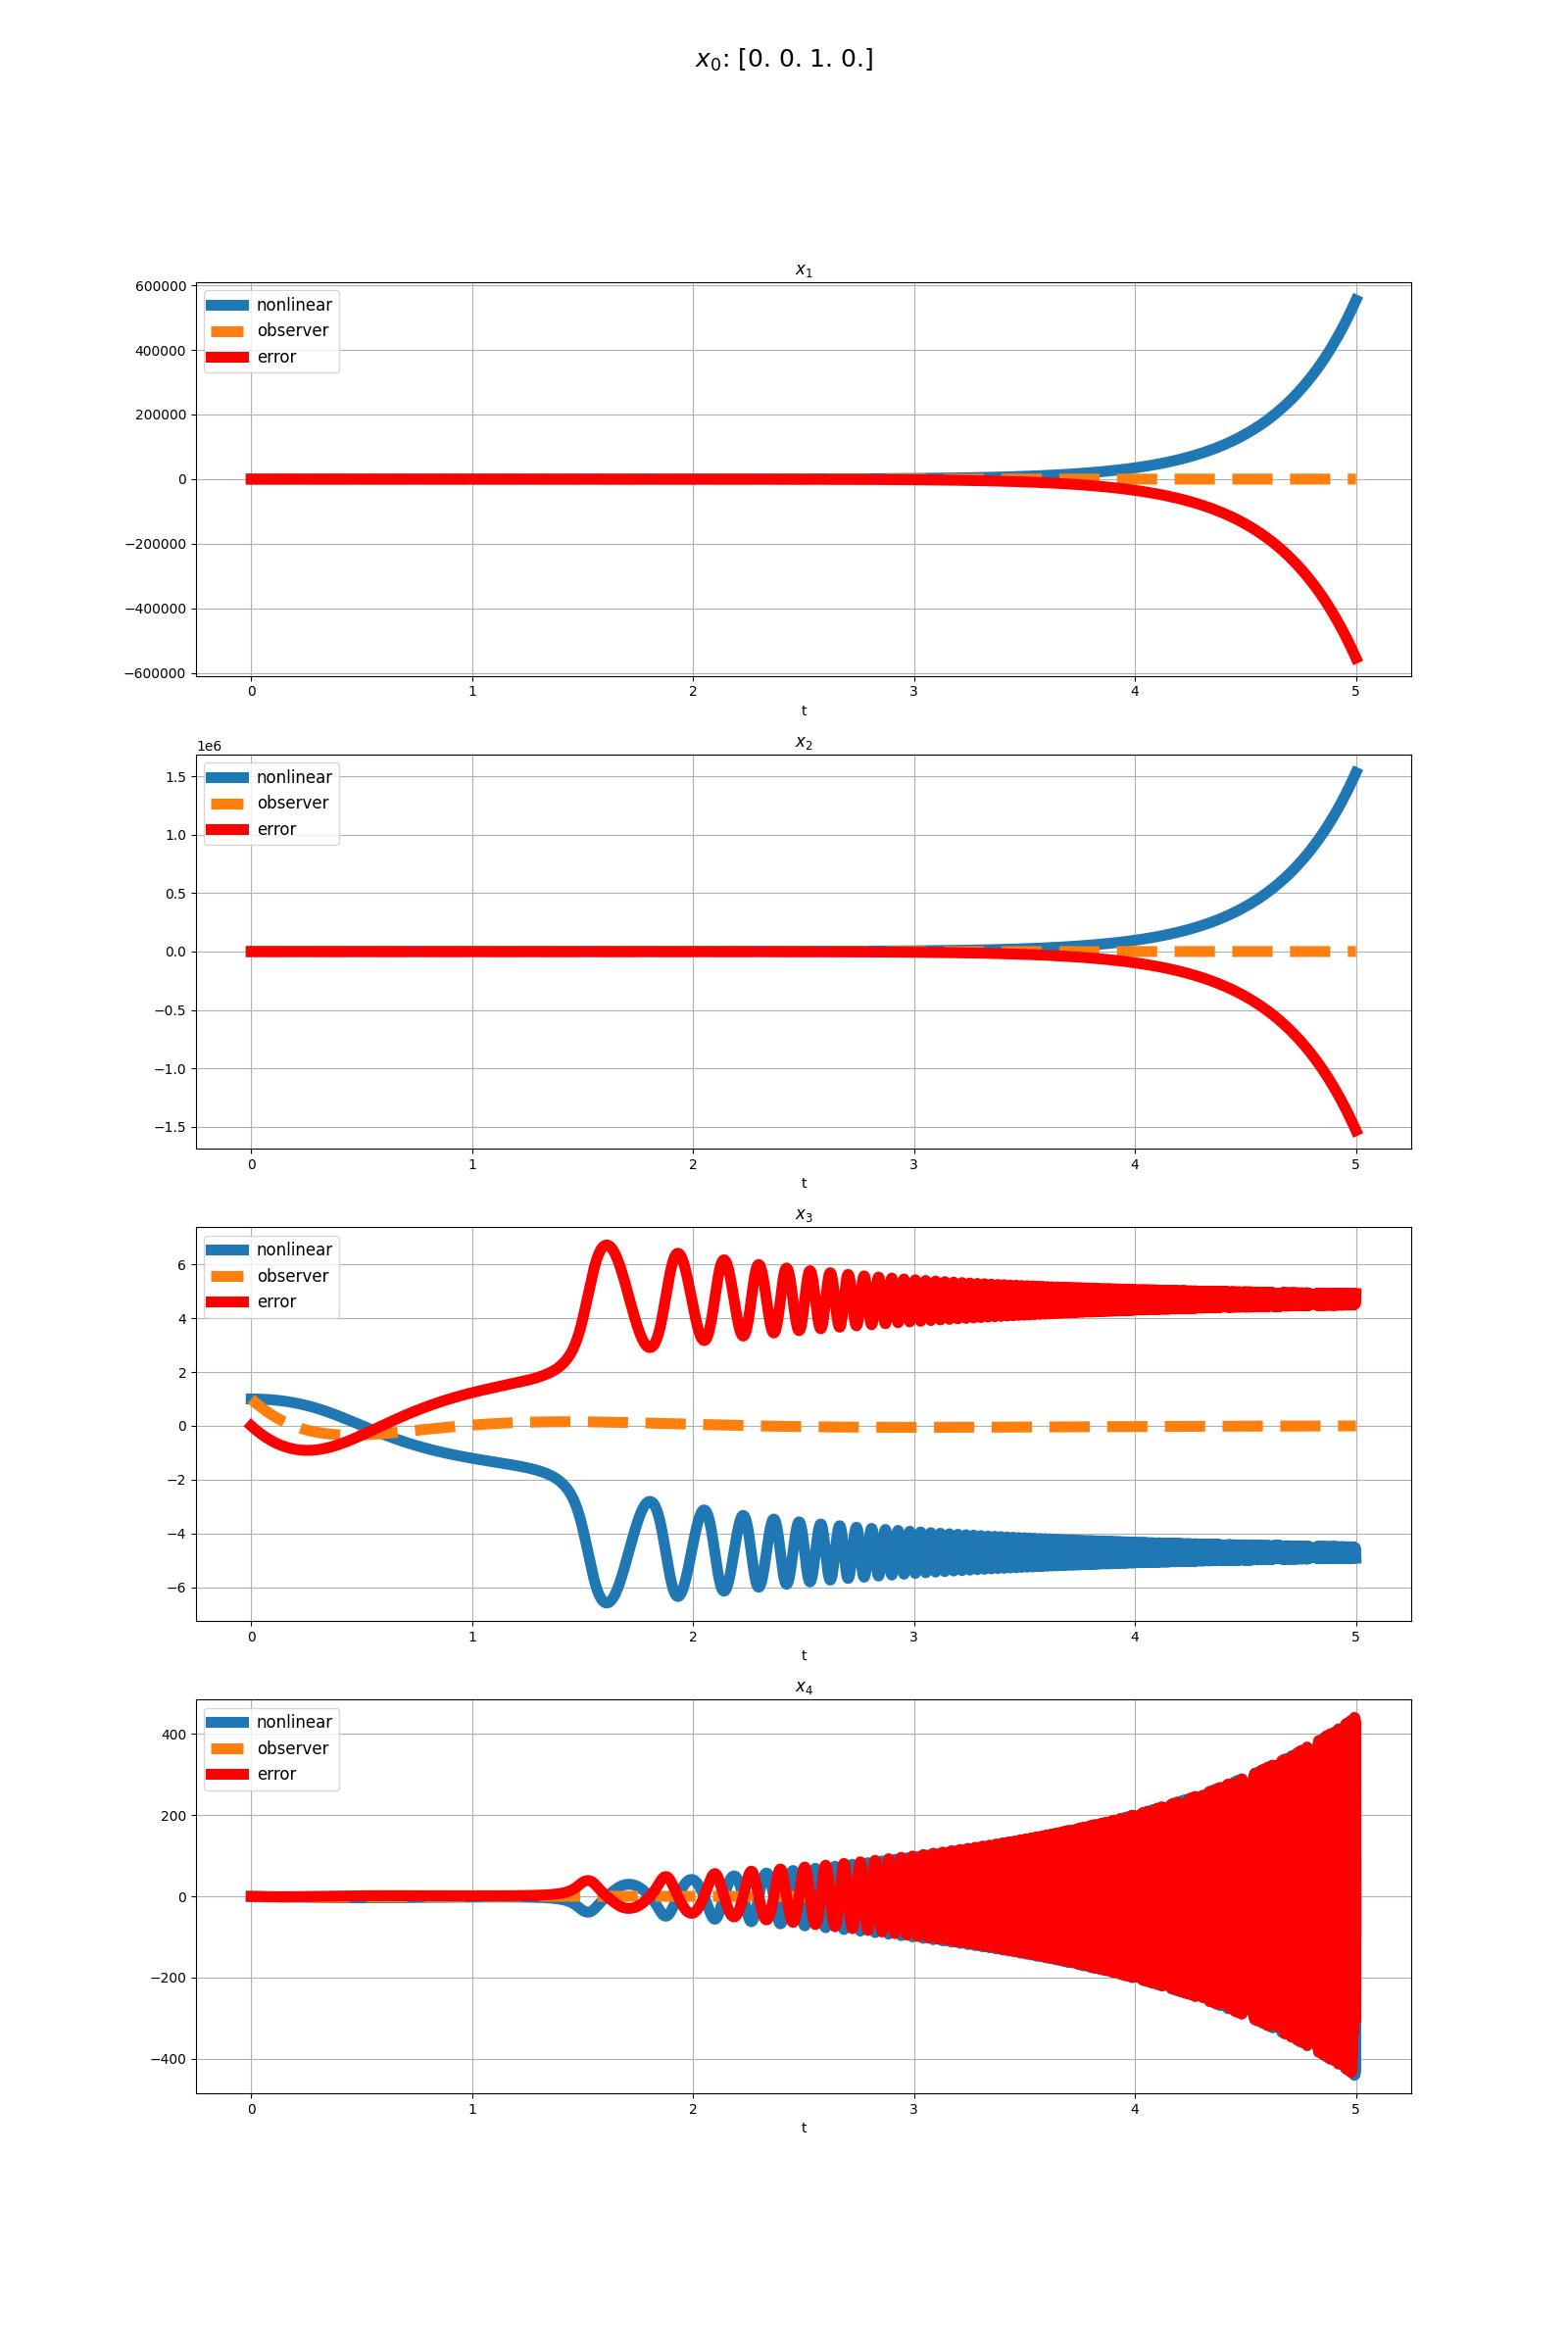 x₀: [0. 0. 1. 0.]
x₁
600000
400000
200000
0
−200000
−400000
−600000
nonlinear
observer
error
0 1 2 3 4 5
t
x₂
1e6
1.5
1.0
0.5
0.0
−0.5
−1.0
−1.5
nonlinear
observer
error
0 1 2 3 4 5
t
x₃
6
4
2
0
−2
−4
−6
nonlinear
observer
error
0 1 2 3 4 5
t
x₄
400
200
0
−200
−400
nonlinear
observer
error
0 1 2 3 4 5
t